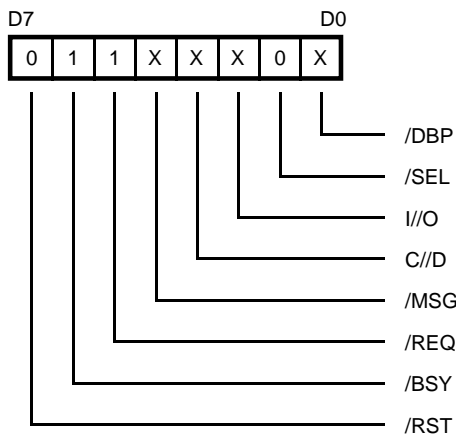 D7 D0
0 1 1 X X X 0 X
/DBP
/SEL
I//O
C//D
/MSG
/REQ
/BSY
/RST